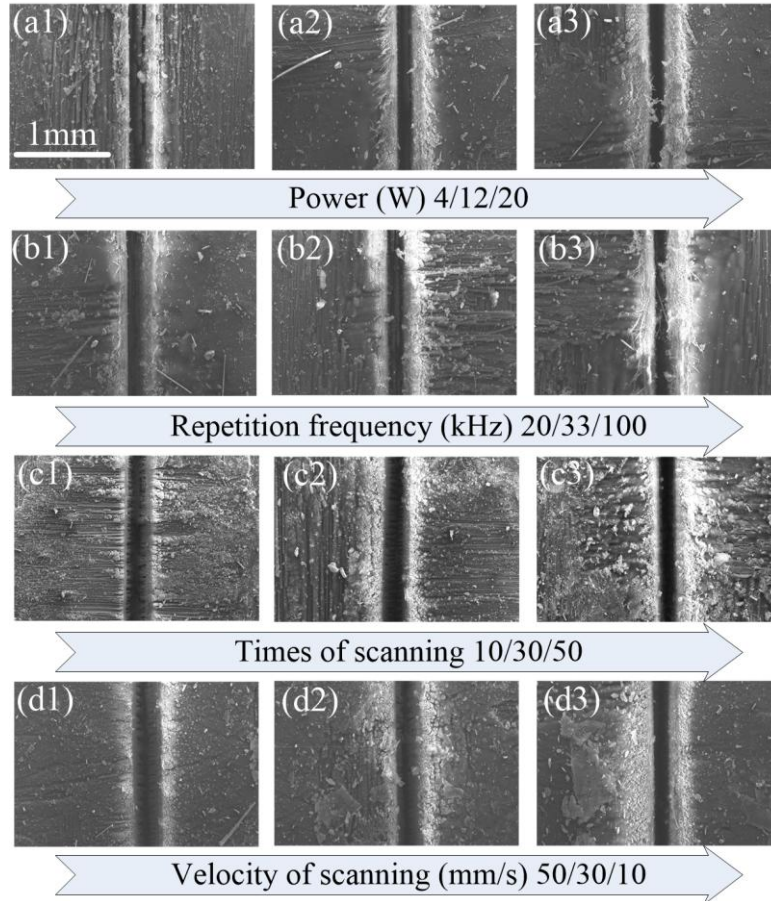 (a1) (a2) (a3)
1mm
Power (W) 4/12/20
(b1) (b2) (b3)
Repetition frequency (kHz) 20/33/100
(c1) (c2) (c3)
Times of scanning 10/30/50
(d1) (d2) (d3)
Velocity of scanning (mm/s) 50/30/10